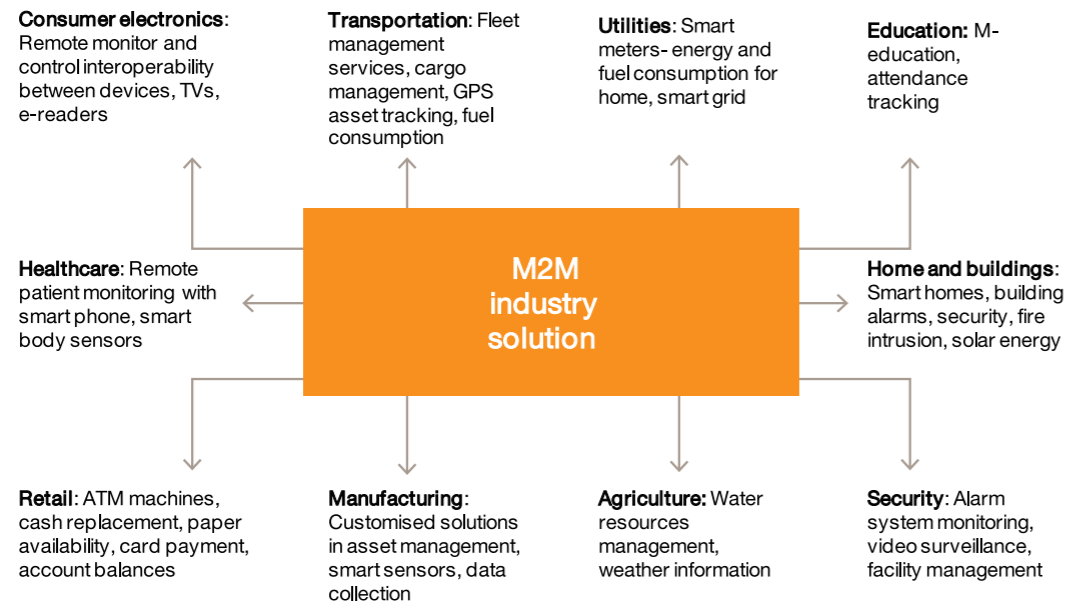 Consumer electronics:
Remote monitor and
control interoperability
between devices, TVs,
e-readers
Transportation: Fleet
management
services, cargo
management, GPS
asset tracking, fuel
consumption
Utilities: Smart
meters- energy and
fuel consumption for
home, smart grid
Education: M-
education,
attendance
tracking
Healthcare: Remote
patient monitoring with
smart phone, smart
body sensors
M2M
industry
solution
Home and buildings:
Smart homes, building
alarms, security, fire
intrusion, solar energy
Retail: ATM machines,
cash replacement, paper
availability, card payment,
account balances
Manufacturing:
Customised solutions
in asset management,
smart sensors, data
collection
Agriculture: Water
resources
management,
weather information
Security: Alarm
system monitoring,
video surveillance,
facility management